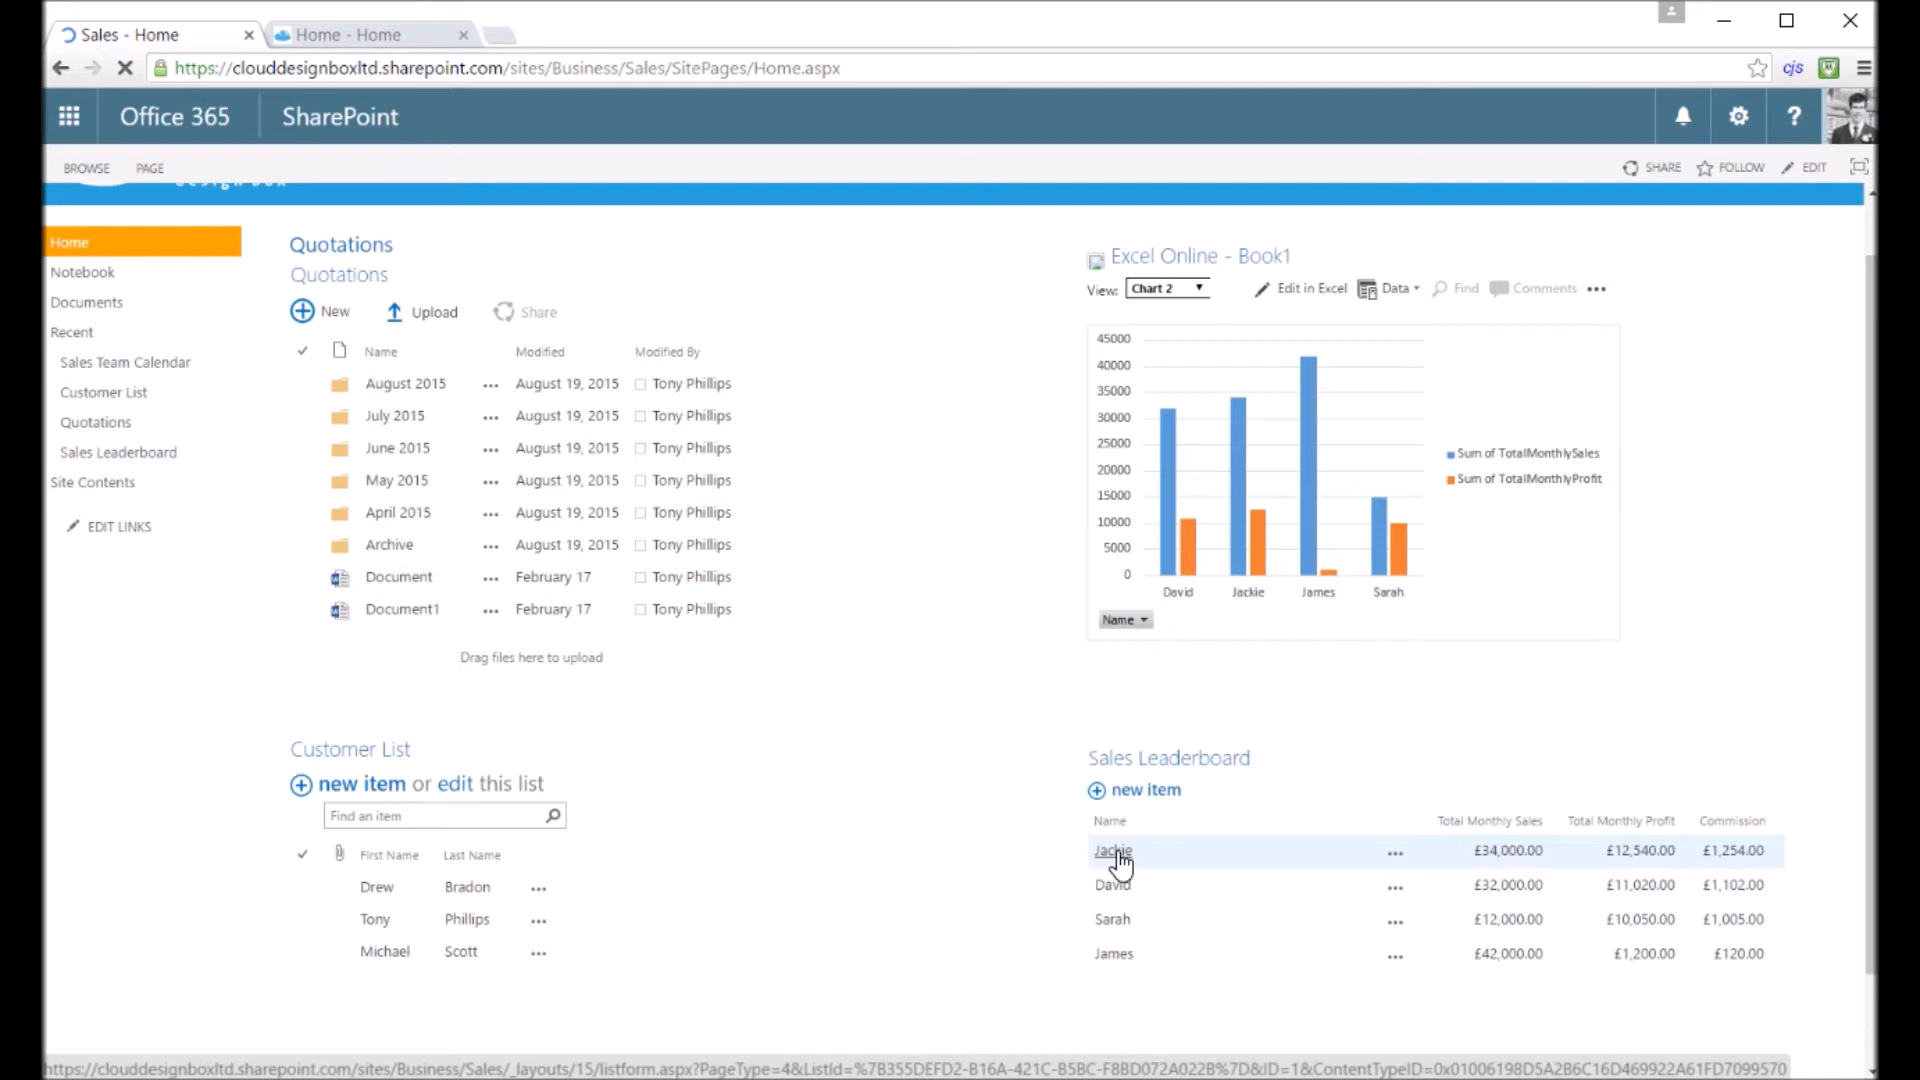 Sales - Home
Home - Home
https://clouddesignboxltd.sharepoint.com/sites/Business/Sales/SitePages/Home.aspx
cjs
Office 365
SharePoint
?
BROWSE PAGE
SHARE FOLLOW EDIT
Home
Notebook
Documents
Recent
Sales Team Calendar
Customer List
Quotations
Sales Leaderboard
Site Contents
EDIT LINKS
Quotations
Quotations
New Upload Share
Name Modified Modified By
August 2015 ... August 19, 2015 Tony Phillips
July 2015 ... August 19, 2015 Tony Phillips
June 2015 ... August 19, 2015 Tony Phillips
May 2015 ... August 19, 2015 Tony Phillips
April 2015 ... August 19, 2015 Tony Phillips
Archive ... August 19, 2015 Tony Phillips
Document ... February 17 Tony Phillips
Document1 ... February 17 Tony Phillips
Drag files here to upload
Excel Online - Book1
View: Chart 2 Edit in Excel Data Find Comments ...
45000
40000
35000
30000
25000
20000
15000
10000
5000
0
David Jackie James Sarah
Sum of TotalMonthlySales
Sum of TotalMonthlyProfit
Name
Customer List
new item or edit this list
Find an item
First Name Last Name
Drew Bradon ...
Tony Phillips ...
Michael Scott ...
Sales Leaderboard
new item
Name Total Monthly Sales Total Monthly Profit Commission
Jackie ... £34,000.00 £12,540.00 £1,254.00
David ... £32,000.00 £11,020.00 £1,102.00
Sarah ... £12,000.00 £10,050.00 £1,005.00
James ... £42,000.00 £1,200.00 £120.00
https://clouddesignboxltd.sharepoint.com/sites/Business/Sales/_layouts/15/listform.aspx?PageType=4&ListId=%7B355DEFD2-B16A-421C-B5BC-F8BD072A022B%7D&ID=1&ContentTypeID=0x01006198D5A2B6C16D469922A61FD7099570